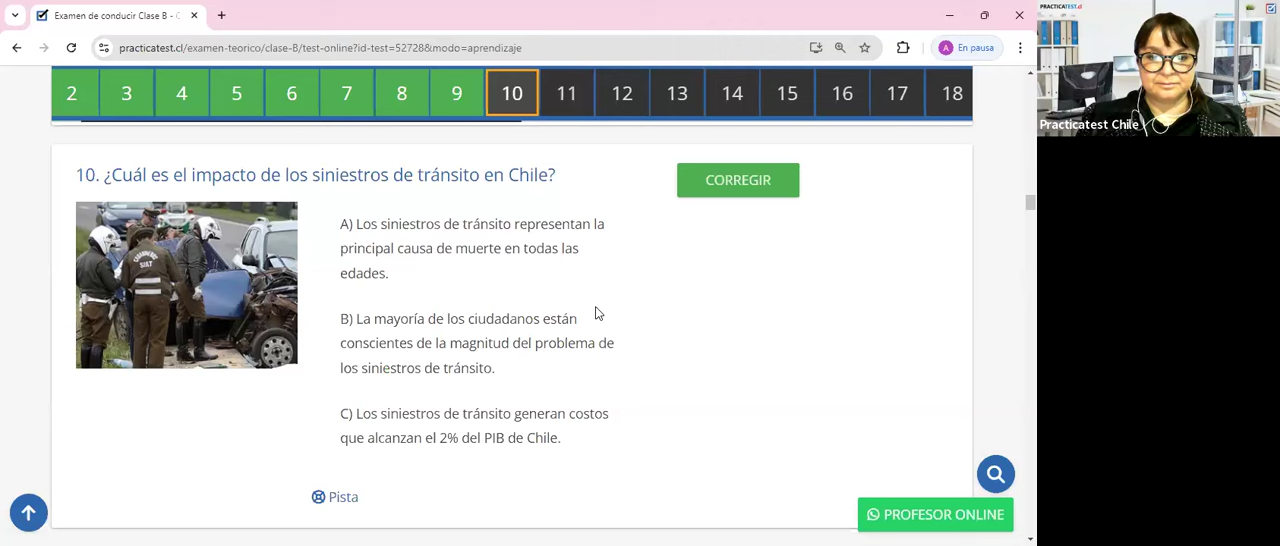 Examen de conducir Clase B - C
practicatest.cl/examen-teorico/clase-B/test-online?id-test=52728&modo=aprendizaje
A En pausa
2 3 4 5 6 7 8 9 10 11 12 13 14 15 16 17 18
PRACTICATEST.cl
Practicatest Chile
10. ¿Cuál es el impacto de los siniestros de tránsito en Chile?
CORREGIR
A) Los siniestros de tránsito representan la
principal causa de muerte en todas las
edades.
B) La mayoría de los ciudadanos están
conscientes de la magnitud del problema de
los siniestros de tránsito.
C) Los siniestros de tránsito generan costos
que alcanzan el 2% del PIB de Chile.
Pista
PROFESOR ONLINE